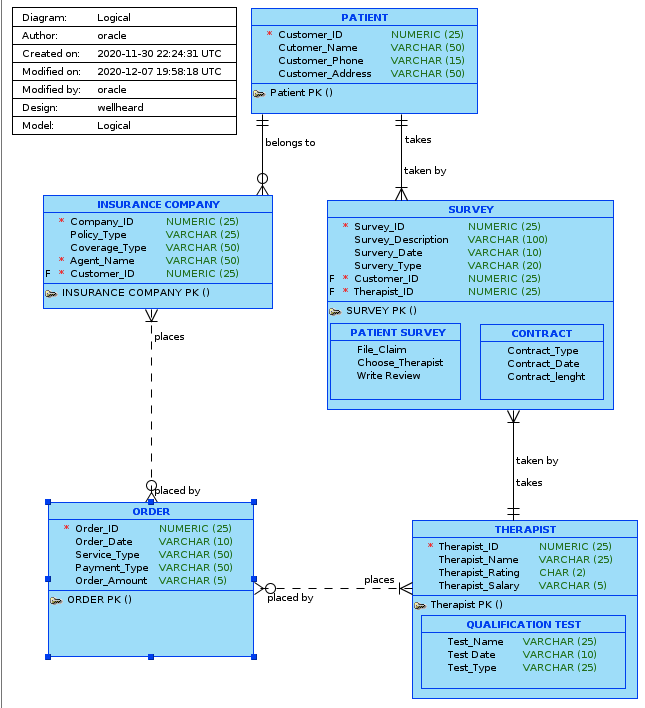 Diagram: Logical
Author: oracle
Created on: 2020-11-30 22:24:31 UTC
Modified on: 2020-12-07 19:58:18 UTC
Modified by: oracle
Design: wellheard
Model: Logical
PATIENT
* Customer_ID NUMERIC (25)
Cutomer_Name VARCHAR (50)
Customer_Phone VARCHAR (15)
Customer_Address VARCHAR (50)
Patient PK ()
belongs to
takes
taken by
INSURANCE COMPANY
* Company_ID NUMERIC (25)
Policy_Type VARCHAR (25)
Coverage_Type VARCHAR (50)
* Agent_Name VARCHAR (50)
F * Customer_ID NUMERIC (25)
INSURANCE COMPANY PK ()
SURVEY
* Survey_ID NUMERIC (25)
Survey_Description VARCHAR (100)
Survery_Date VARCHAR (10)
Survery_Type VARCHAR (20)
F * Customer_ID NUMERIC (25)
F * Therapist_ID NUMERIC (25)
SURVEY PK ()
PATIENT SURVEY
File_Claim
Choose_Therapist
Write Review
CONTRACT
Contract_Type
Contract_Date
Contract_lenght
places
placed by
taken by
takes
ORDER
* Order_ID NUMERIC (25)
Order_Date VARCHAR (10)
Service_Type VARCHAR (50)
Payment_Type VARCHAR (50)
Order_Amount VARCHAR (5)
ORDER PK ()
places
placed by
THERAPIST
* Therapist_ID NUMERIC (25)
Therapist_Name VARCHAR (25)
Therapist_Rating CHAR (2)
Therapist_Salary VARCHAR (5)
Therapist PK ()
QUALIFICATION TEST
Test_Name VARCHAR (25)
Test Date VARCHAR (10)
Test_Type VARCHAR (25)